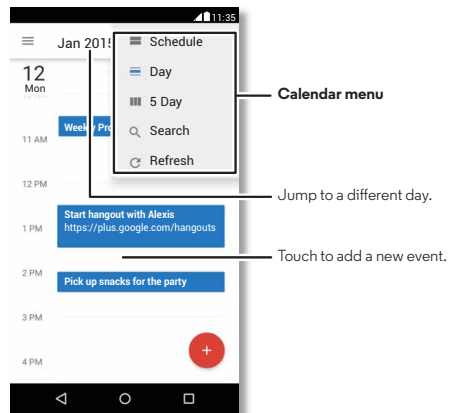 11:35
Jan 2015
Schedule
Day
5 Day
Search
Refresh
Calendar menu
12
Mon
Weekly Pro
11 AM
12 PM
Jump to a different day.
Start hangout with Alexis
https://plus.google.com/hangouts
1 PM
Touch to add a new event.
2 PM
Pick up snacks for the party
3 PM
4 PM